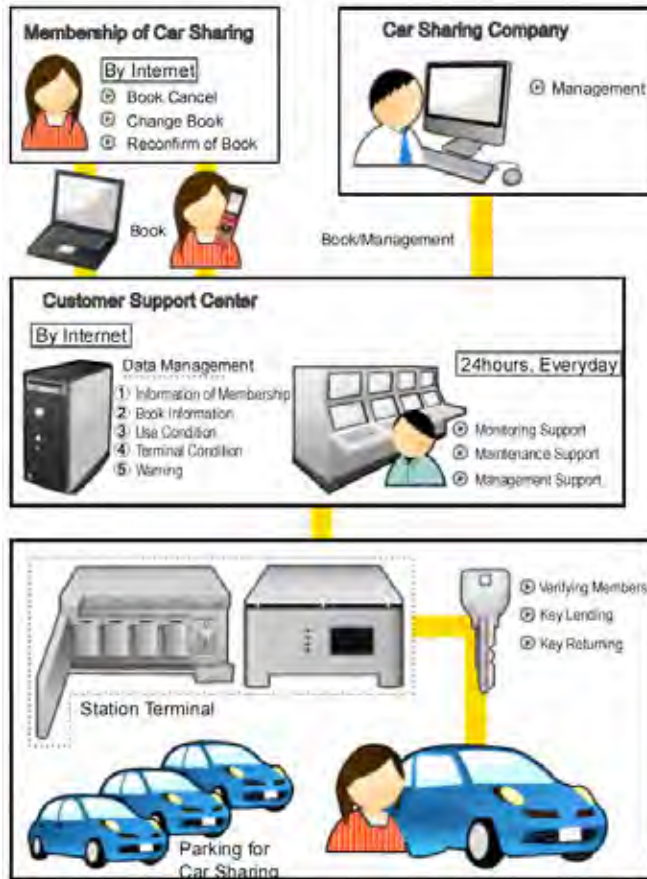 Membership of Car Sharing
By Internet
Book Cancel
Change Book
Reconfirm of Book
Car Sharing Company
Management
Book
Book/Management
Customer Support Center
By Internet
Data Management
1 Information of Membership
2 Book Information
3 Use Condition
4 Terminal Condition
5 Warning
24hours, Everyday
Monitoring Support
Maintenance Support
Management Support
Station Terminal
Verifying Members
Key Lending
Key Returning
Parking for
Car Sharing